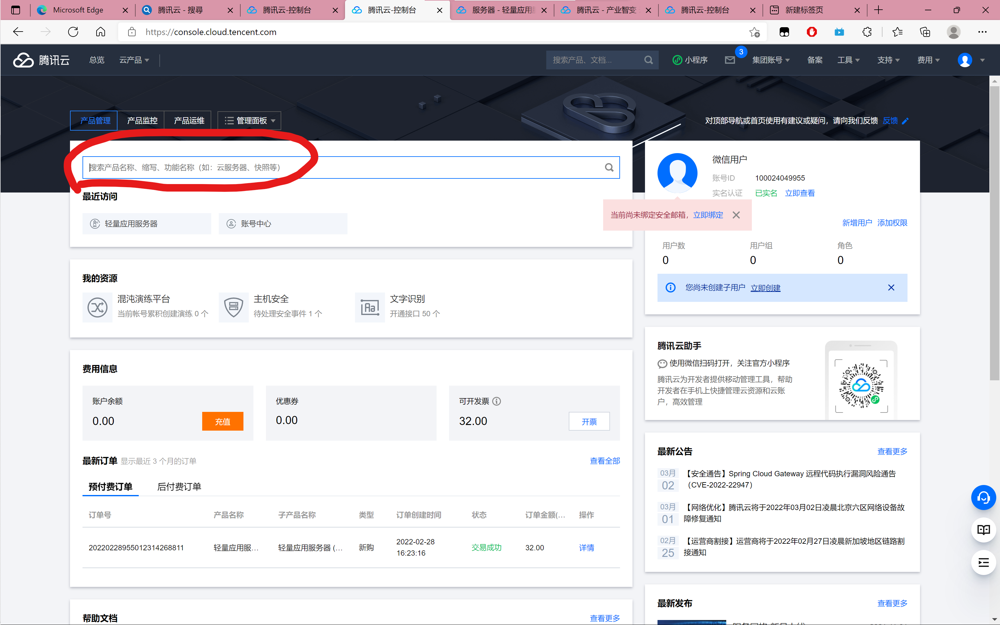 Microsoft Edge
腾讯云 - 搜尋
腾讯云-控制台
腾讯云-控制台
服务器 - 轻量应用
腾讯云 - 产业智变
腾讯云-控制台
新建标签页
https://console.cloud.tencent.com
腾讯云
总览
云产品
搜索产品、文档...
小程序
3
集团账号
备案
工具
支持
费用
产品管理
产品监控
产品运维
管理面板
对顶部导航或首页使用有建议或疑问，请向我们反馈 反馈
搜索产品名称、缩写、功能名称（如：云服务器、快照等）
最近访问
轻量应用服务器
账号中心
我的资源
混沌演练平台
当前帐号累积创建演练 0 个
主机安全
待处理安全事件 1 个
文字识别
开通接口 50 个
费用信息
账户余额
0.00
充值
优惠券
0.00
可开发票
32.00
开票
最新订单 显示最近 3 个月的订单
查看全部
预付费订单
后付费订单
订单号 产品名称 子产品名称 类型 订单创建时间 状态 订单金额(... 操作
20220228955012314268811 轻量应用服... 轻量应用服务器 (... 新购 2022-02-28 交易成功 32.00 详情
16:23:16
帮助文档
查看更多
微信用户
账号ID 100024049955
实名认证 已实名 立即查看
当前尚未绑定安全邮箱，立即绑定
新增用户 添加权限
用户数 用户组 角色
0 0 0
您尚未创建子用户 立即创建
腾讯云助手
使用微信扫码打开，关注官方小程序
腾讯云为开发者提供移动管理工具，帮助
开发者在手机上快捷管理云资源和云账
户，高效管理
最新公告
查看更多
03月
02
【安全通告】Spring Cloud Gateway 远程代码执行漏洞风险通告
（CVE-2022-22947）
03月
01
【网络优化】腾讯云将于2022年03月02日凌晨北京六区网络设备故
障修复通知
02月
25
【运营商割接】运营商将于2022年02月27日凌晨新加坡地区链路割
接通知
最新发布
查看更多